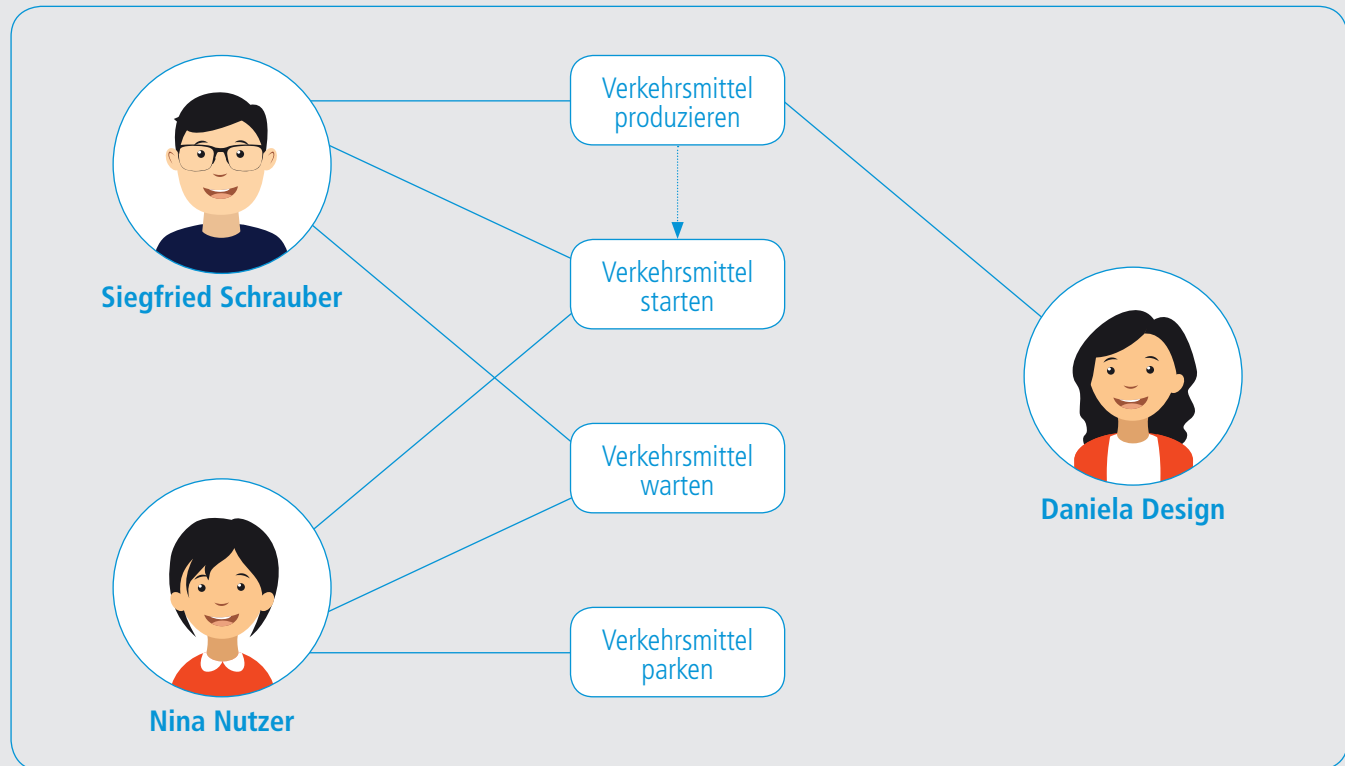 Verkehrsmittel
produzieren
Siegfried Schrauber
Verkehrsmittel
starten
Verkehrsmittel
warten
Daniela Design
Verkehrsmittel
parken
Nina Nutzer